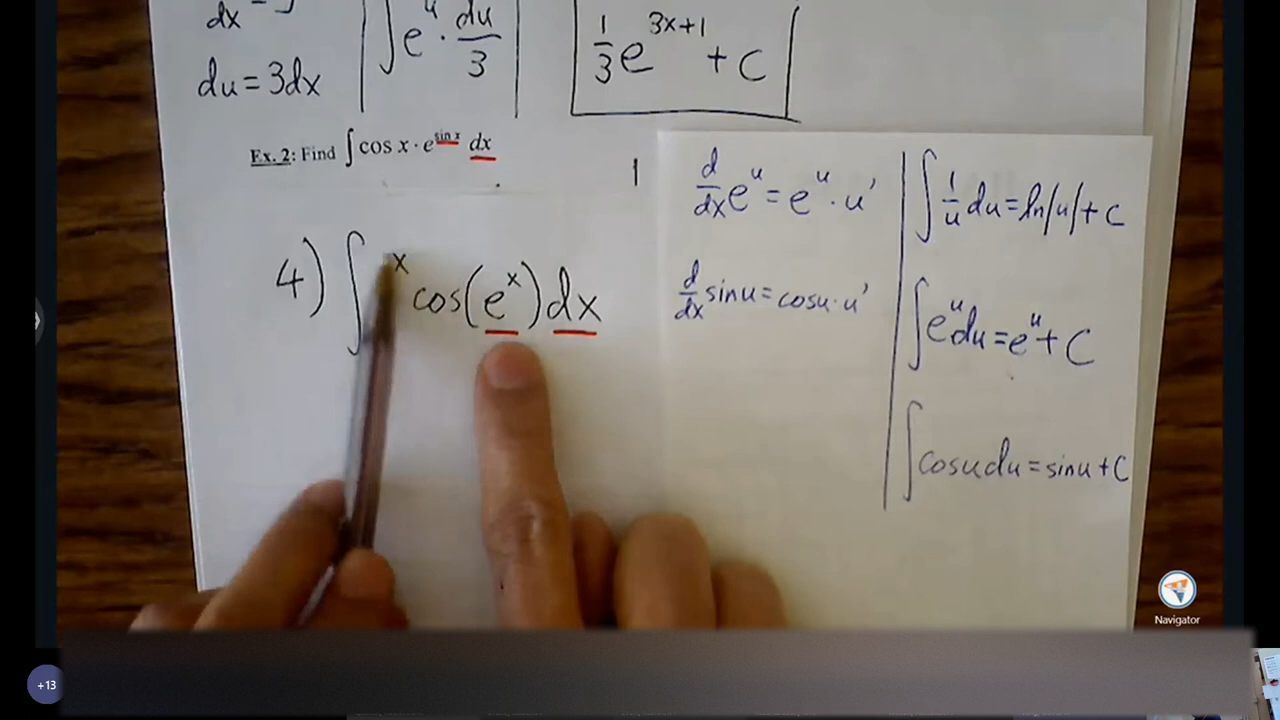 dx
du = 3dx
∫ e^u · du/3
1/3 e^(3x+1) + C
Ex. 2: Find ∫ cos x · e^(sin x) dx
4) ∫ ^x cos(e^x) dx
d/dx e^u = e^u · u'
d/dx sin u = cos u · u'
∫ 1/u du = ln|u| + C
∫ e^u du = e^u + C
∫ cos u du = sin u + C
Navigator
+13